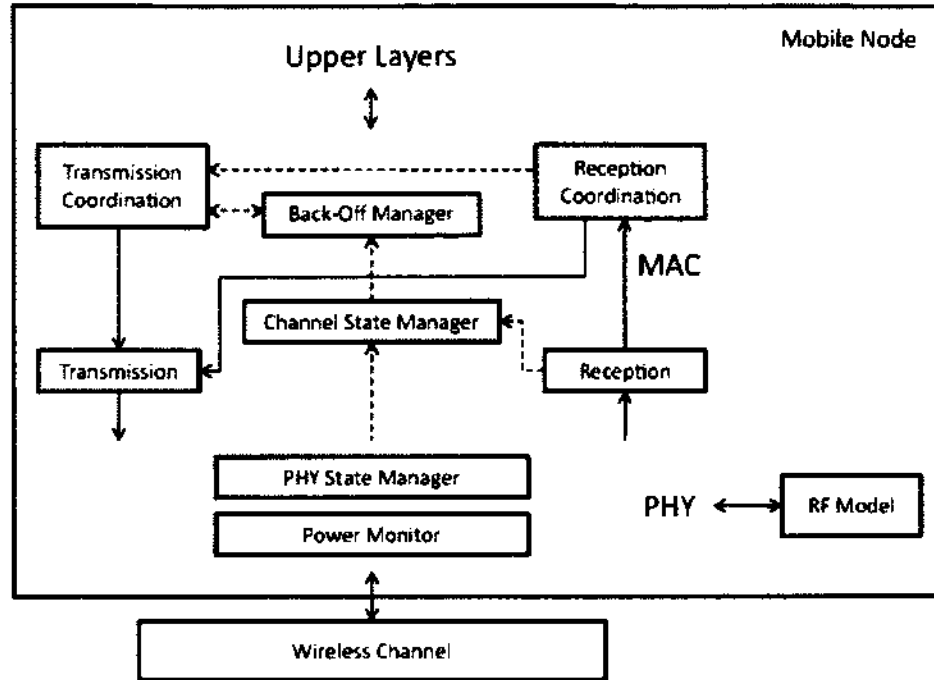 Mobile Node
Upper Layers
Transmission
Coordination
Reception
Coordination
Back-Off Manager
MAC
Channel State Manager
Transmission
Reception
PHY State Manager
PHY
RF Model
Power Monitor
Wireless Channel